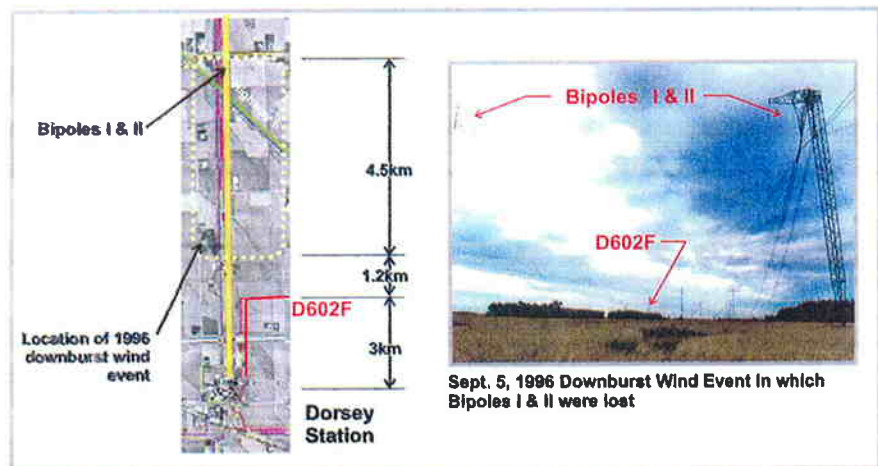 Bipoles I & II
4.5km
1.2km
D602F
3km
Location of 1996
downburst wind
event
Dorsey
Station
Bipoles I & II
D602F
Sept. 5, 1996 Downburst Wind Event in which
Bipoles I & II were lost